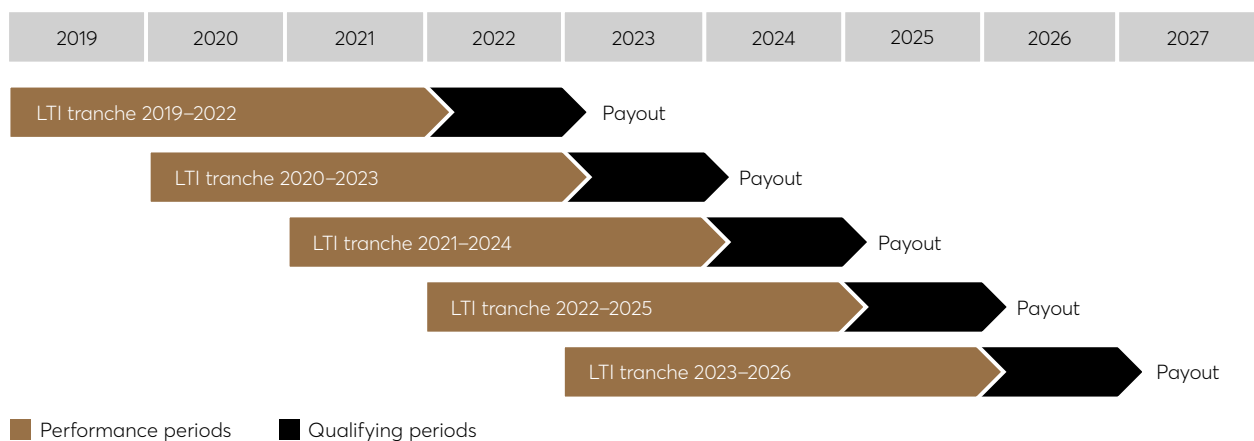 2019 2020 2021 2022 2023 2024 2025 2026 2027
LTI tranche 2019–2022 Payout
LTI tranche 2020–2023 Payout
LTI tranche 2021–2024 Payout
LTI tranche 2022–2025 Payout
LTI tranche 2023–2026 Payout
Performance periods Qualifying periods